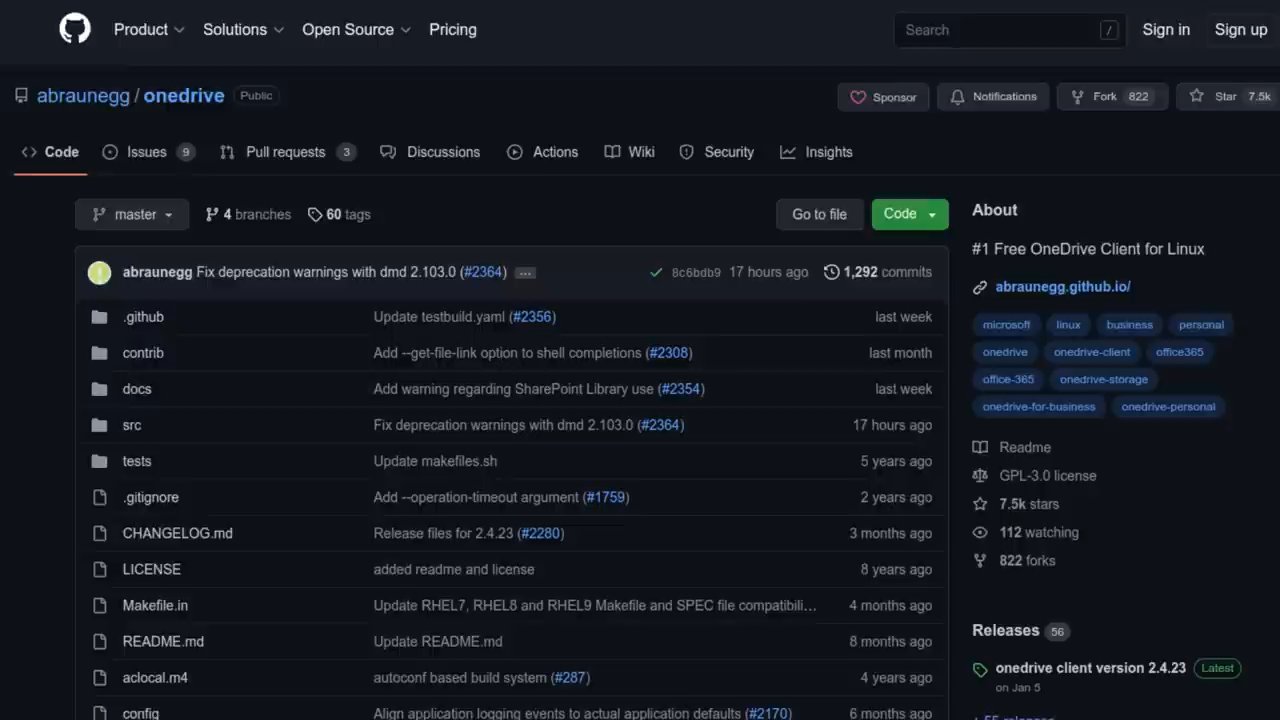 Product Solutions Open Source Pricing Search / Sign in Sign up
abraunegg / onedrive Public Sponsor Notifications Fork 822 Star 7.5k
Code Issues 9 Pull requests 3 Discussions Actions Wiki Security Insights
master 4 branches 60 tags Go to file Code
abraunegg Fix deprecation warnings with dmd 2.103.0 (#2364) ... 8c6bdb9 17 hours ago 1,292 commits
.github Update testbuild.yaml (#2356) last week
contrib Add --get-file-link option to shell completions (#2308) last month
docs Add warning regarding SharePoint Library use (#2354) last week
src Fix deprecation warnings with dmd 2.103.0 (#2364) 17 hours ago
tests Update makefiles.sh 5 years ago
.gitignore Add --operation-timeout argument (#1759) 2 years ago
CHANGELOG.md Release files for 2.4.23 (#2280) 3 months ago
LICENSE added readme and license 8 years ago
Makefile.in Update RHEL7, RHEL8 and RHEL9 Makefile and SPEC file compatibili... 4 months ago
README.md Update README.md 8 months ago
aclocal.m4 autoconf based build system (#287) 4 years ago
config Align application logging events to actual application defaults (#2170) 6 months ago
About
#1 Free OneDrive Client for Linux
abraunegg.github.io/
microsoft linux business personal
onedrive onedrive-client office365
office-365 onedrive-storage
onedrive-for-business onedrive-personal
Readme
GPL-3.0 license
7.5k stars
112 watching
822 forks
Releases 56
onedrive client version 2.4.23 Latest
on Jan 5
+ 55 releases